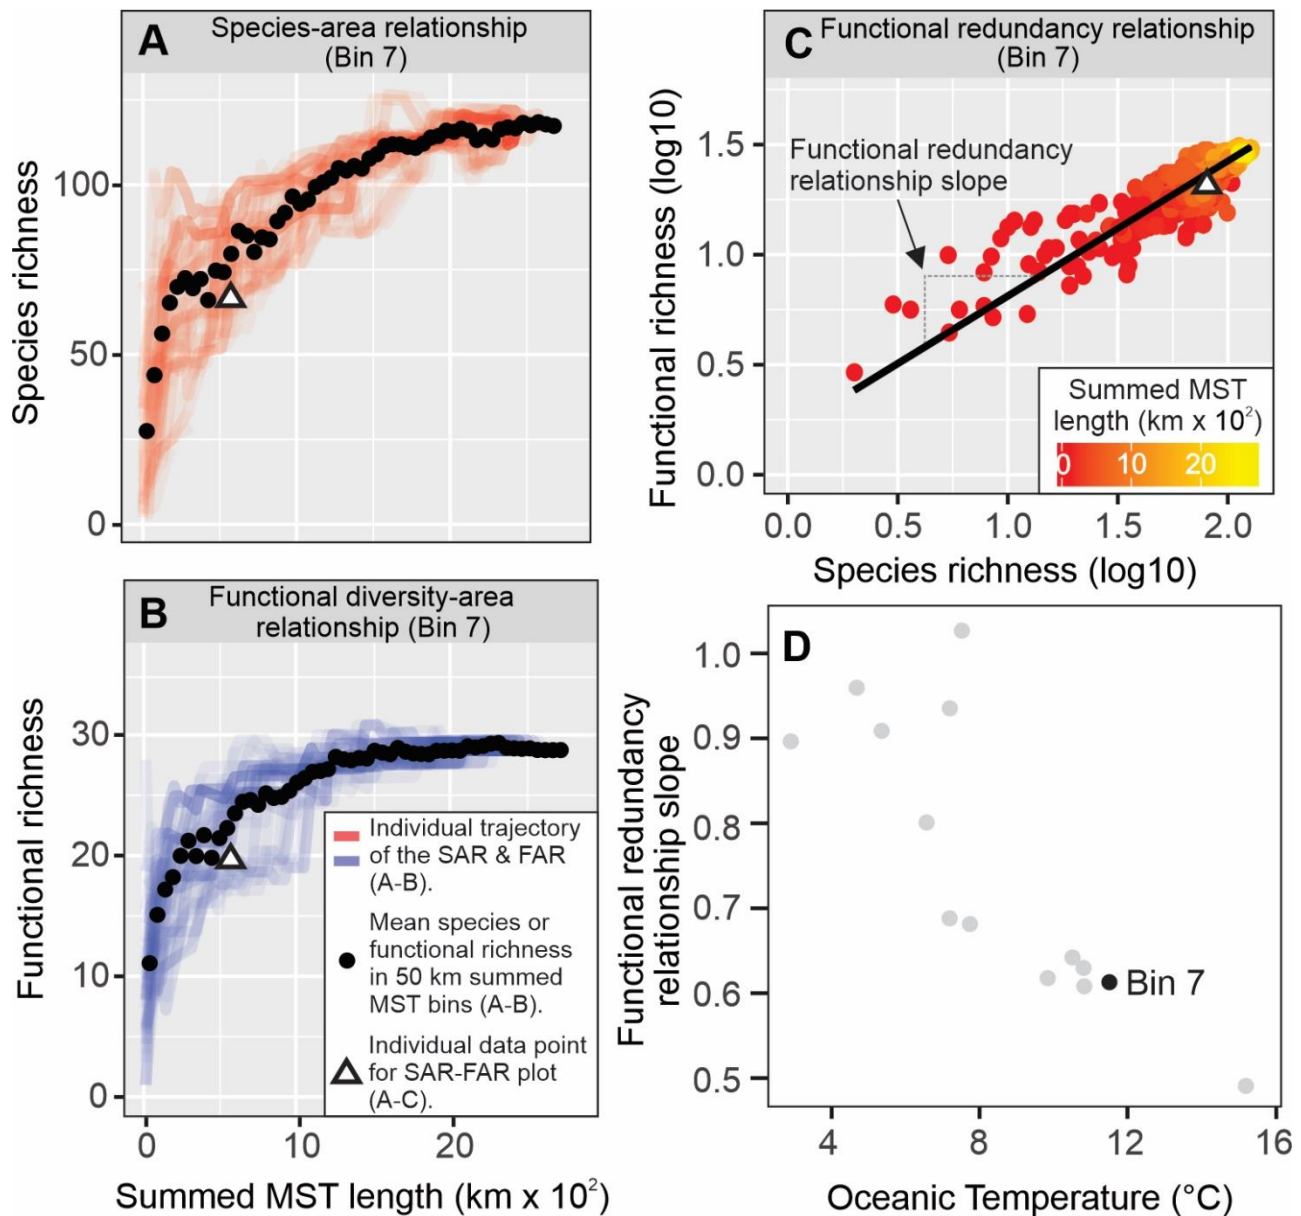 A
Species-area relationship
(Bin 7)
Species richness
100
50
0
B
Functional diversity-area
relationship (Bin 7)
Functional richness
30
20
10
0
Individual trajectory
of the SAR & FAR
(A-B).
Mean species or
functional richness
in 50 km summed
MST bins (A-B).
Individual data point
for SAR-FAR plot
(A-C).
0 10 20
Summed MST length (km x 10²)
C
Functional redundancy relationship
(Bin 7)
Functional richness (log10)
1.5
1.0
0.5
0.0
Functional redundancy
relationship slope
Summed MST
length (km x 10²)
0 10 20
0.0 0.5 1.0 1.5 2.0
Species richness (log10)
D
Functional redundancy
relationship slope
1.0
0.9
0.8
0.7
0.6
0.5
Bin 7
4 8 12 16
Oceanic Temperature (°C)